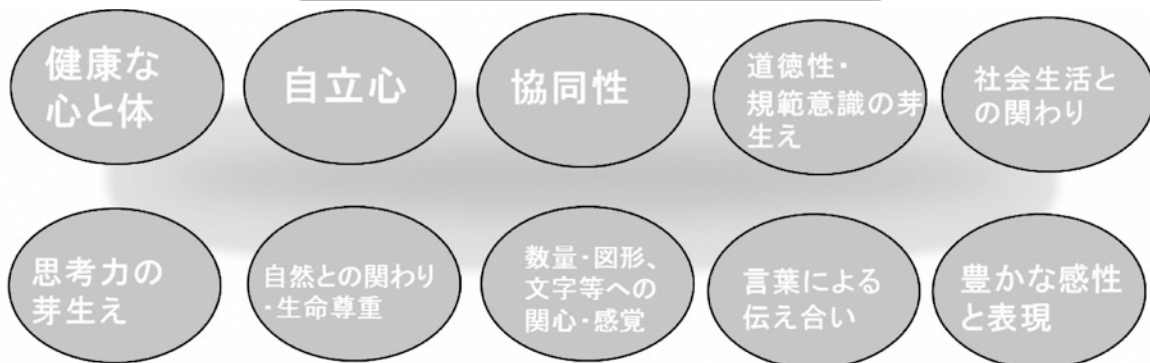 健康な
心と体
自立心
協同性
道徳性・
規範意識の芽
生え
社会生活と
の関わり
思考力の
芽生え
自然との関わり
・生命尊重
数量・図形、
文字等への
関心・感覚
言葉による
伝え合い
豊かな感性
と表現